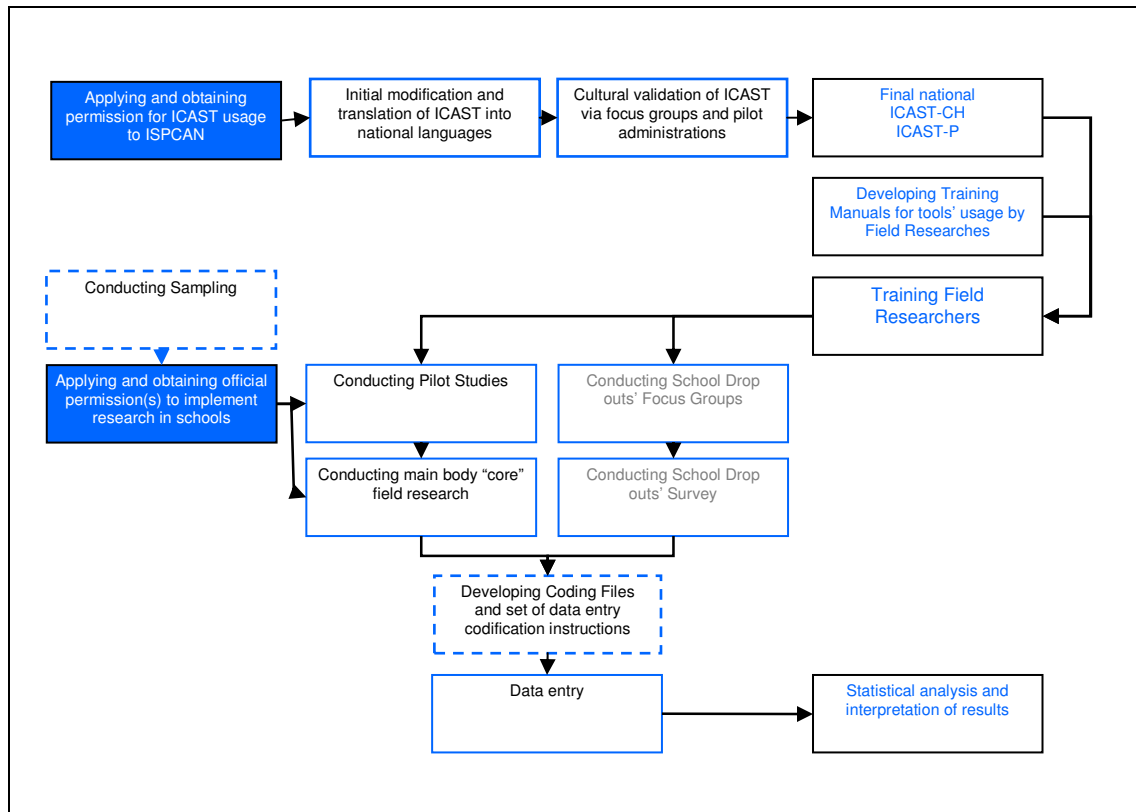 Applying and obtaining
permission for ICAST usage
to ISPCAN
Initial modification and
translation of ICAST into
national languages
Cultural validation of ICAST
via focus groups and pilot
administrations
Final national
ICAST-CH
ICAST-P
Developing Training
Manuals for tools’ usage by
Field Researches
Conducting Sampling
Training Field
Researchers
Applying and obtaining official
permission(s) to implement
research in schools
Conducting Pilot Studies
Conducting School Drop
outs’ Focus Groups
Conducting main body “core”
field research
Conducting School Drop
outs’ Survey
Developing Coding Files
and set of data entry
codification instructions
Data entry
Statistical analysis and
interpretation of results